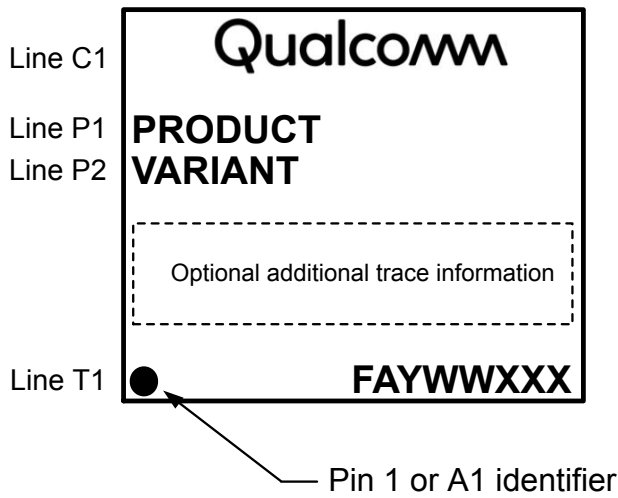 Line C1 Qualcomm
Line P1 PRODUCT
Line P2 VARIANT
Optional additional trace information
Line T1 FAYWWXXX
Pin 1 or A1 identifier